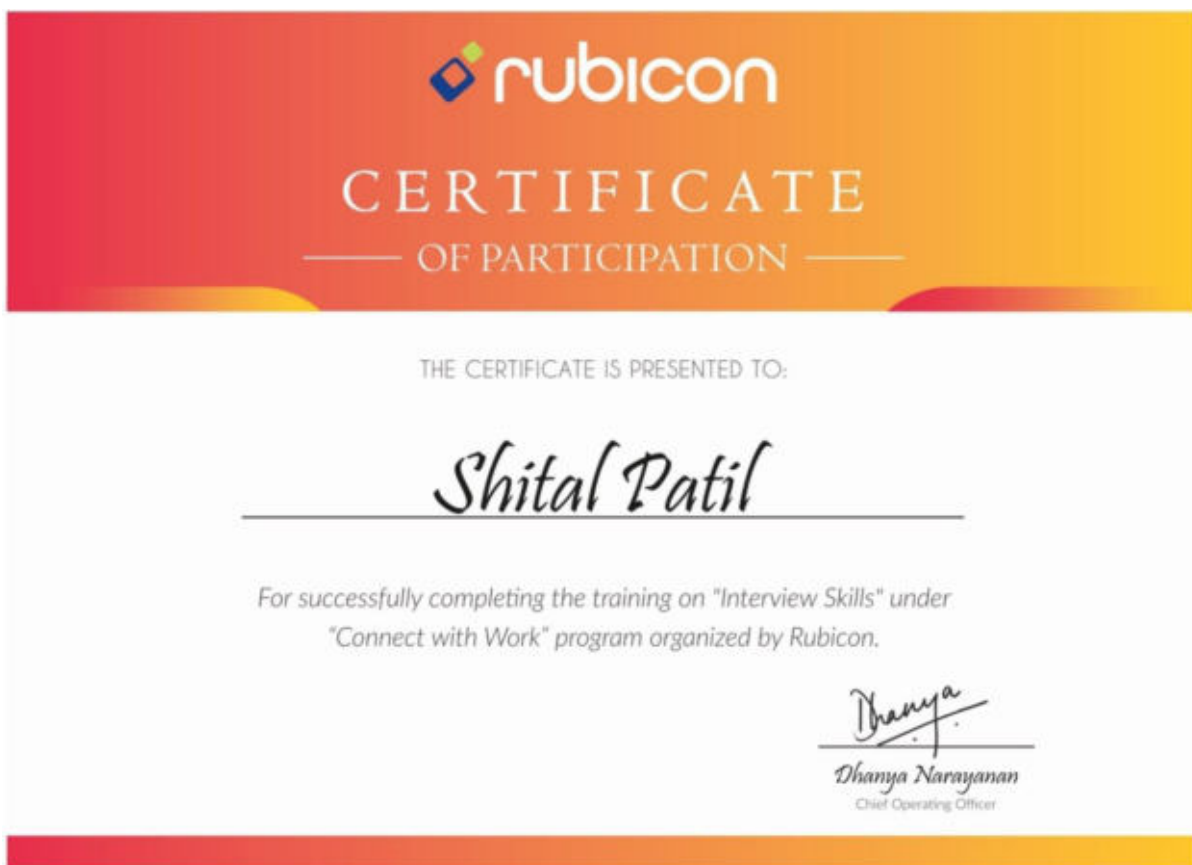 rubicon
CERTIFICATE
OF PARTICIPATION
THE CERTIFICATE IS PRESENTED TO:
Shital Patil
For successfully completing the training on "Interview Skills" under
"Connect with Work" program organized by Rubicon.
Dhanya
Dhanya Narayanan
Chief Operating Officer